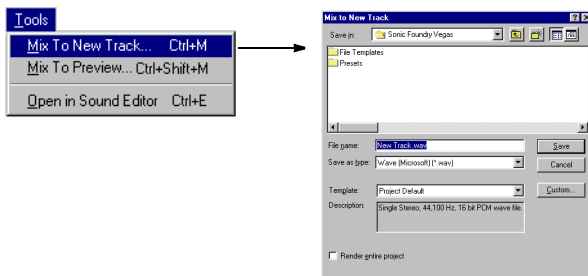 Tools
Mix To New Track... Ctrl+M
Mix To Preview... Ctrl+Shift+M
Open in Sound Editor Ctrl+E
Mix to New Track
Save in: Sonic Foundry Vegas
File Templates
Presets
File name: New Track.wav Save
Save as type: Wave (Microsoft) (*.wav) Cancel
Template: Project Default Custom...
Description: Single Stereo, 44,100 Hz, 16 bit PCM wave file.
Render entire project